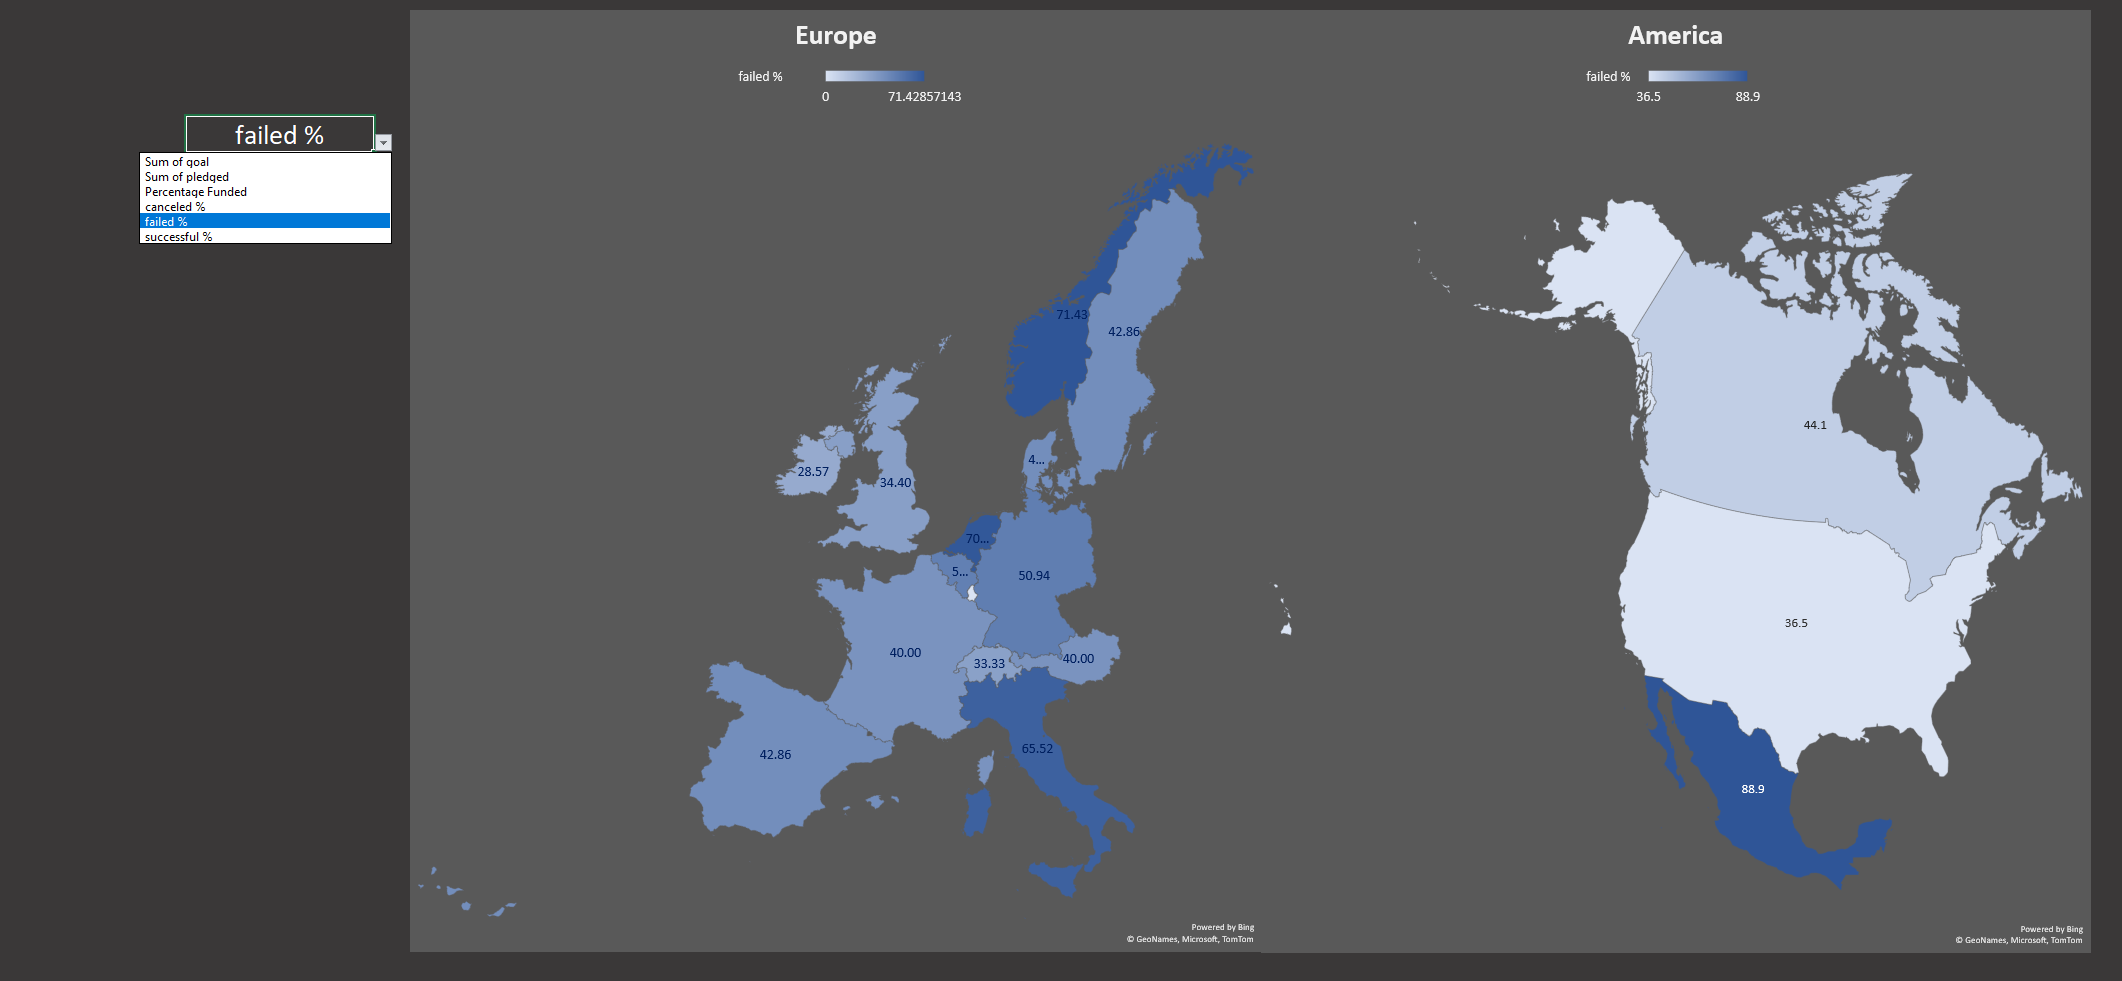 failed %
Sum of goal
Sum of pledged
Percentage Funded
canceled %
failed %
successful %
Europe
failed %
0 71.42857143
71.43
42.86
28.57
34.40
4...
70...
5...
50.94
40.00
33.33
40.00
42.86
65.52
Powered by Bing
© GeoNames, Microsoft, TomTom
America
failed %
36.5 88.9
44.1
36.5
88.9
Powered by Bing
© GeoNames, Microsoft, TomTom